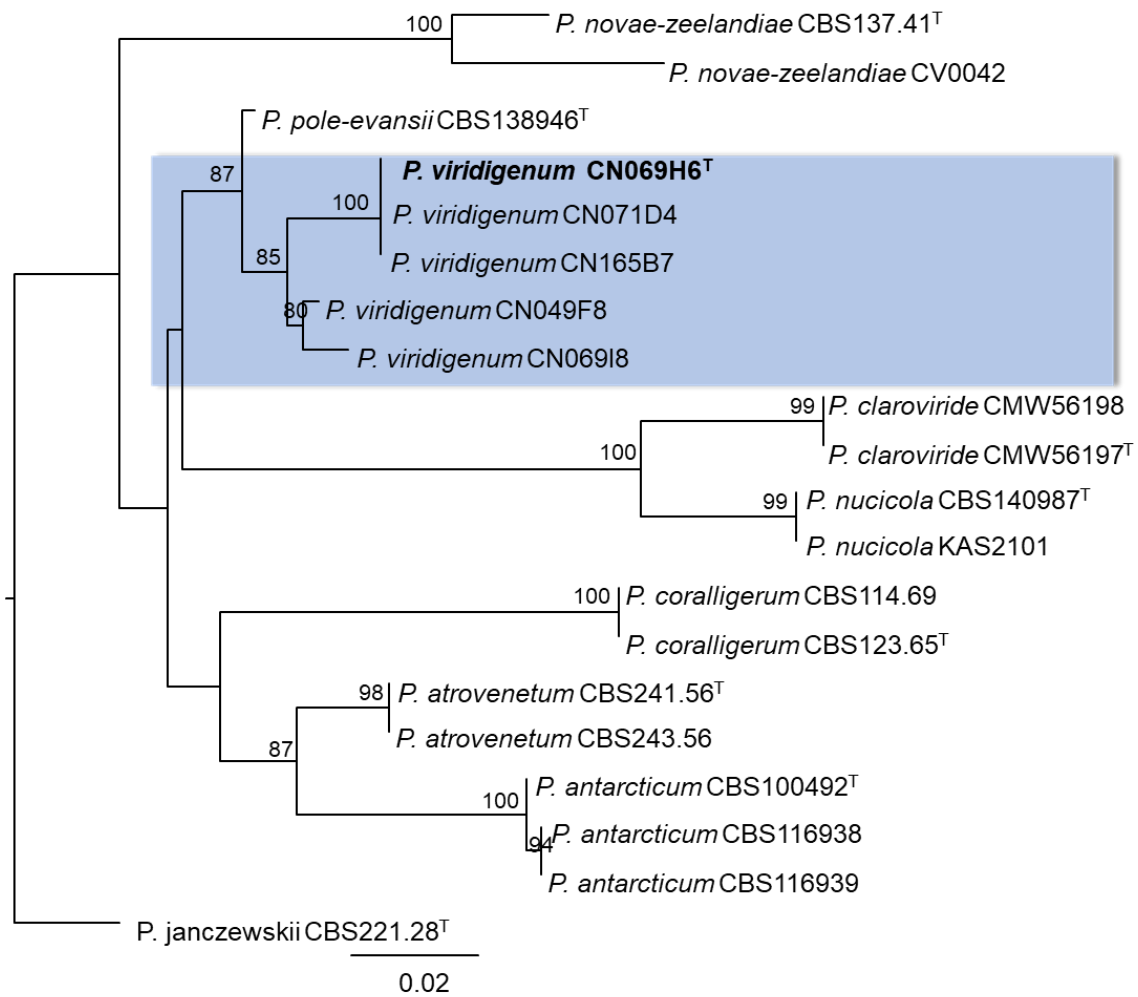 100
P. novae-zeelandiae CBS137.41T
P. novae-zeelandiae CV0042
P. pole-evansii CBS138946T
87
P. viridigenum CN069H6T
100
P. viridigenum CN071D4
85
P. viridigenum CN165B7
80
P. viridigenum CN049F8
P. viridigenum CN069I8
99
P. claroviride CMW56198
100
P. claroviride CMW56197T
99
P. nucicola CBS140987T
P. nucicola KAS2101
100
P. coralligerum CBS114.69
P. coralligerum CBS123.65T
98
P. atrovenetum CBS241.56T
87
P. atrovenetum CBS243.56
100
P. antarcticum CBS100492T
94
P. antarcticum CBS116938
P. antarcticum CBS116939
P. janczewskii CBS221.28T
0.02